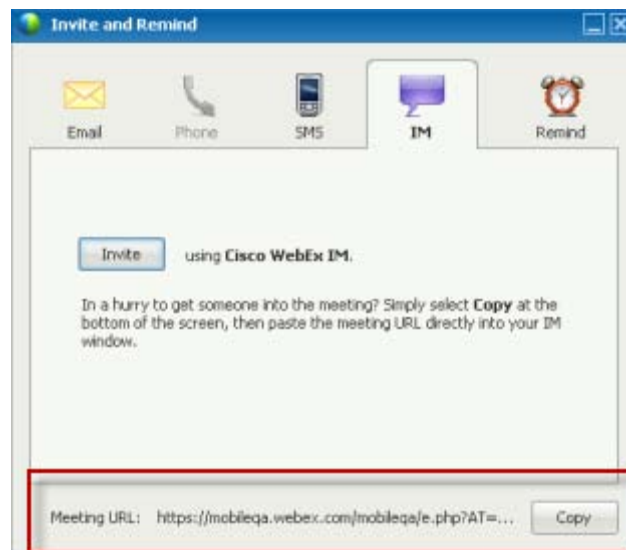 Invite and Remind
Email Phone SMS IM Remind
Invite using Cisco WebEx IM.
In a hurry to get someone into the meeting? Simply select Copy at the
bottom of the screen, then paste the meeting URL directly into your IM
window.
Meeting URL: https://mobileqa.webex.com/mobileqa/e.php?AT=... Copy